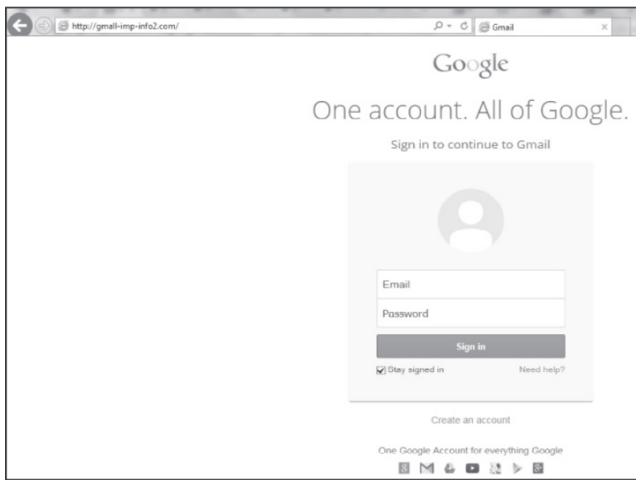 http://gmall-imp-info2.com/
Gmail
Google
One account. All of Google.
Sign in to continue to Gmail
Email
Password
Sign in
Stay signed in Need help?
Create an account
One Google Account for everything Google